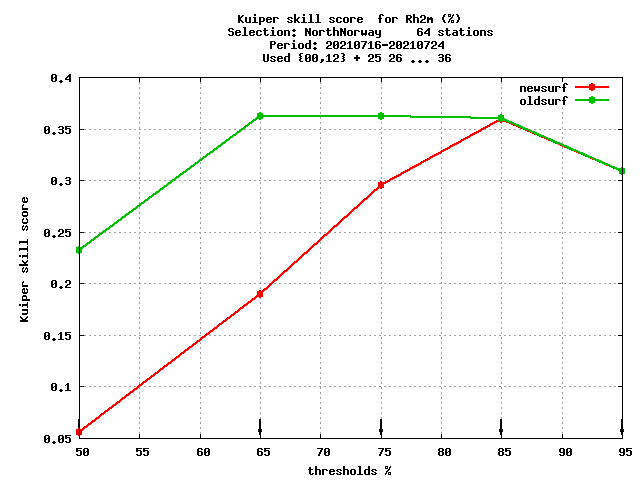 Kuiper skill score  for Rh2m (%)
Selection: NorthNorway     64 stations
Period: 20210716-20210724
Used {00,12} + 25 26 ... 36
newsurf
oldsurf
0.4
0.35
0.3
0.25
0.2
0.15
0.1
0.05
Kuiper skill score
50 55 60 65 70 75 80 85 90 95
thresholds %